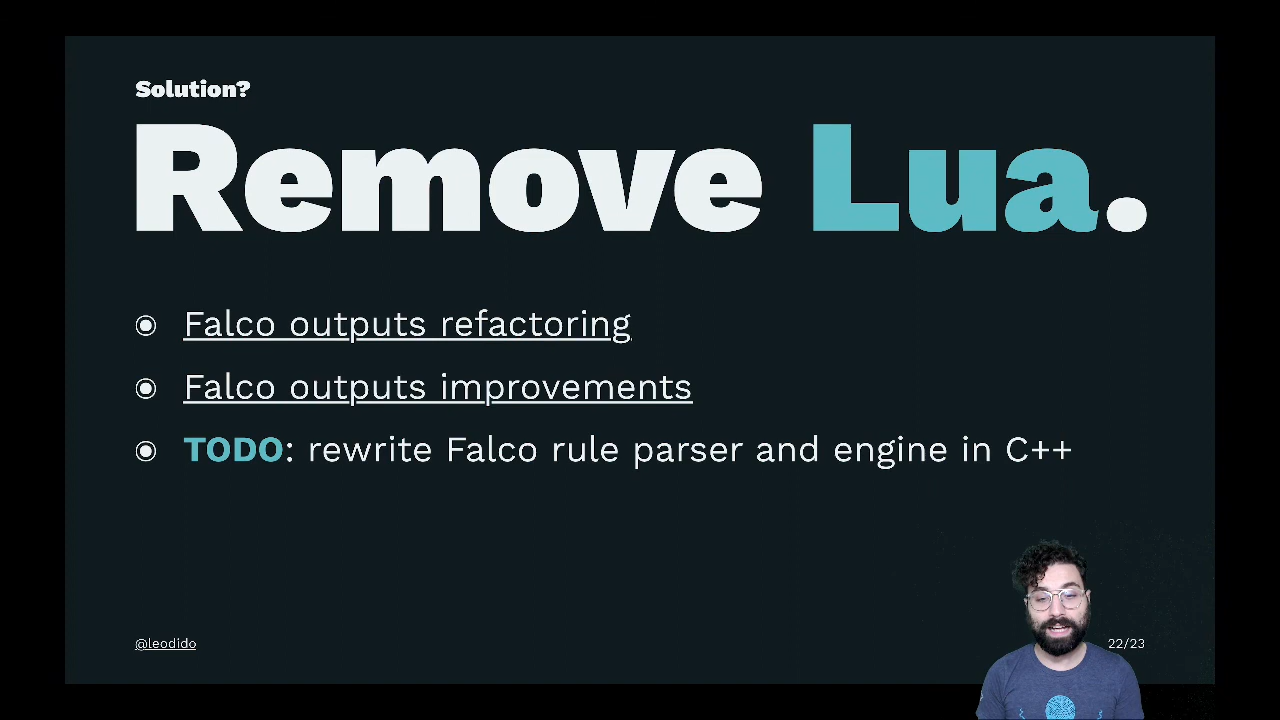 Solution?
Remove Lua.
Falco outputs refactoring
Falco outputs improvements
TODO: rewrite Falco rule parser and engine in C++
@leodido
22/23